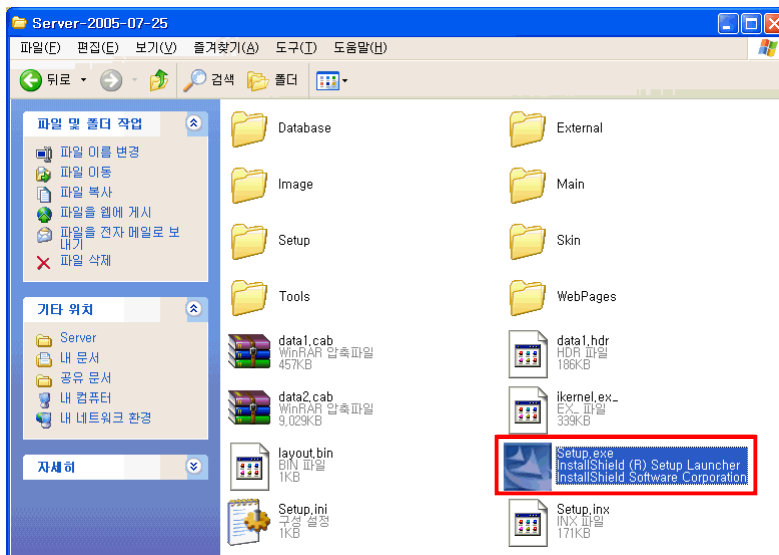 Server-2005-07-25
파일(F) 편집(E) 보기(V) 즐겨찾기(A) 도구(T) 도움말(H)
뒤로 검색 폴더
파일 및 폴더 작업
파일 이름 변경
파일 이동
파일 복사
파일을 웹에 게시
파일을 전자 메일로 보
내기
파일 삭제
기타 위치
Server
내 문서
공유 문서
내 컴퓨터
내 네트워크 환경
자세히
Database
External
Image
Main
Setup
Skin
Tools
WebPages
data1.cab
WinRAR 압축파일
457KB
data1.hdr
HDR 파일
186KB
data2.cab
WinRAR 압축파일
9,029KB
ikernel.ex_
EX_ 파일
339KB
layout.bin
BIN 파일
1KB
Setup.exe
InstallShield (R) Setup Launcher
InstallShield Software Corporation
Setup.ini
구성 설정
1KB
Setup.inx
INX 파일
171KB